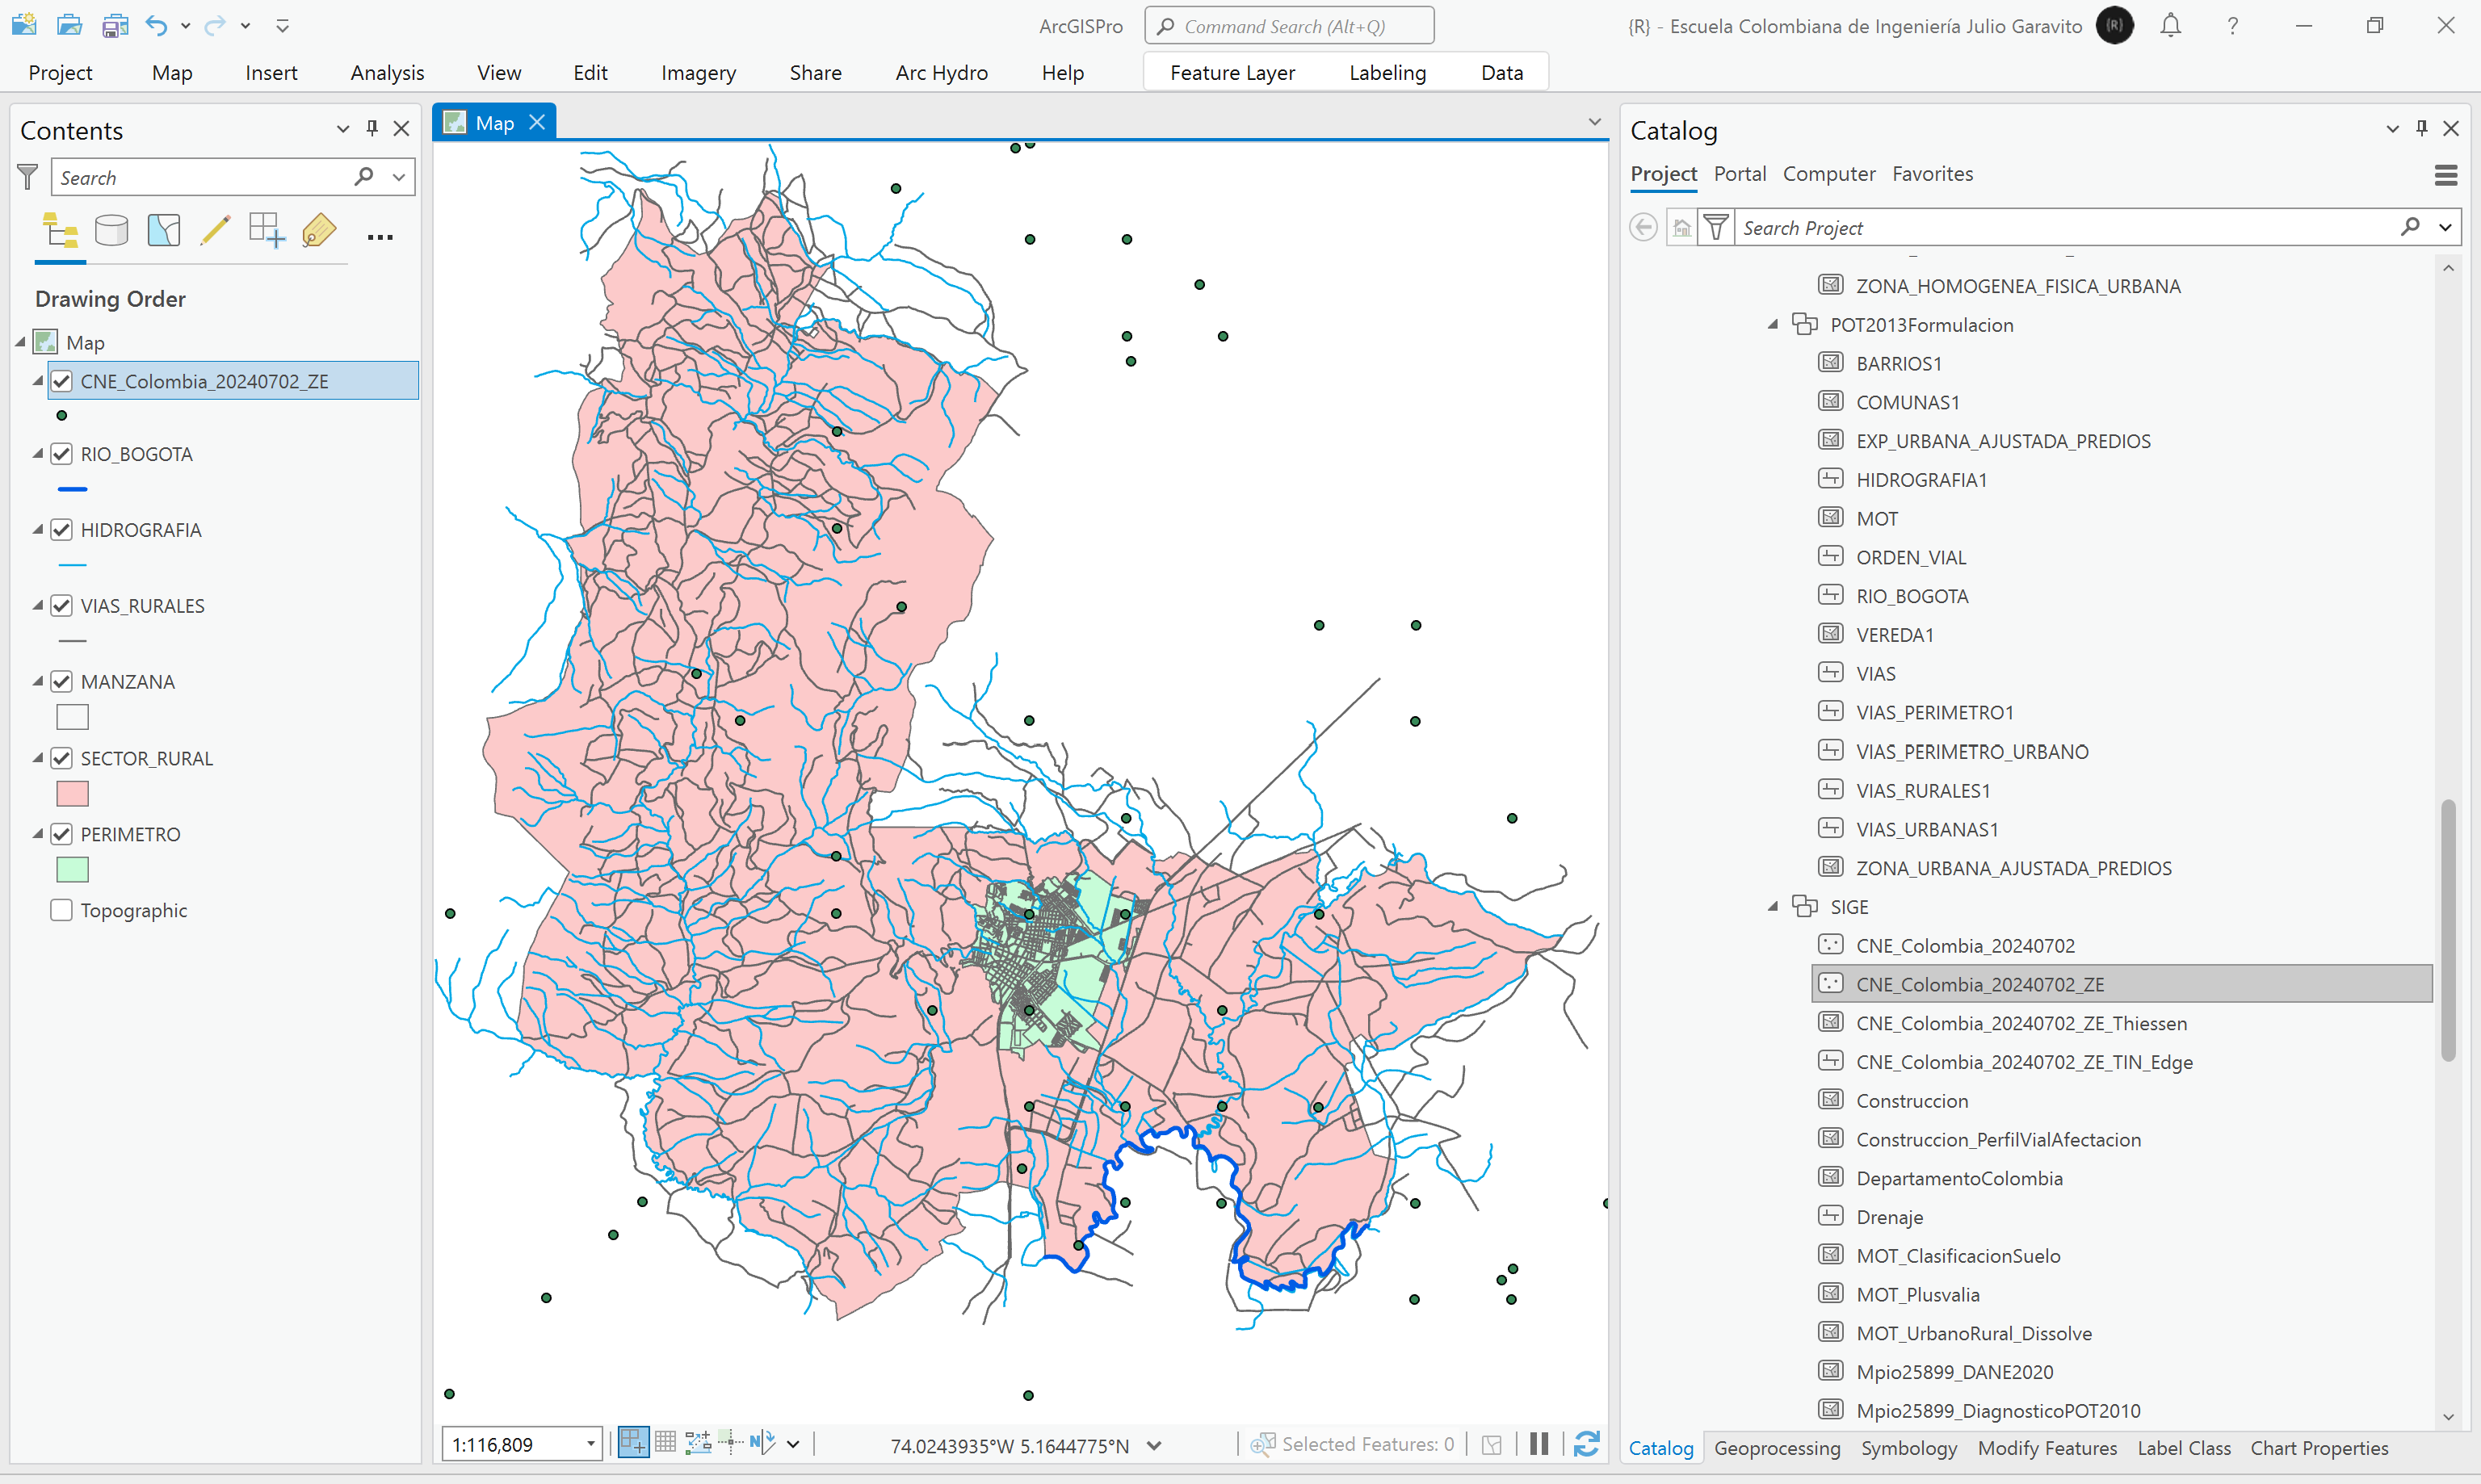 ArcGISPro
Command Search (Alt+Q)
{R} - Escuela Colombiana de Ingeniería Julio Garavito
{R}
?
Project Map Insert Analysis View Edit Imagery Share Arc Hydro Help Feature Layer Labeling Data
Contents
Search
Drawing Order
Map
CNE_Colombia_20240702_ZE
RIO_BOGOTA
HIDROGRAFIA
VIAS_RURALES
MANZANA
SECTOR_RURAL
PERIMETRO
Topographic
Map
1:116,809
N
74.0243935°W 5.1644775°N
Selected Features: 0
Catalog
Project Portal Computer Favorites
Search Project
ZONA_HOMOGENEA_FISICA_URBANA
POT2013Formulacion
BARRIOS1
COMUNAS1
EXP_URBANA_AJUSTADA_PREDIOS
HIDROGRAFIA1
MOT
ORDEN_VIAL
RIO_BOGOTA
VEREDA1
VIAS
VIAS_PERIMETRO1
VIAS_PERIMETRO_URBANO
VIAS_RURALES1
VIAS_URBANAS1
ZONA_URBANA_AJUSTADA_PREDIOS
SIGE
CNE_Colombia_20240702
CNE_Colombia_20240702_ZE
CNE_Colombia_20240702_ZE_Thiessen
CNE_Colombia_20240702_ZE_TIN_Edge
Construccion
Construccion_PerfilVialAfectacion
DepartamentoColombia
Drenaje
MOT_ClasificacionSuelo
MOT_Plusvalia
MOT_UrbanoRural_Dissolve
Mpio25899_DANE2020
Mpio25899_DiagnosticoPOT2010
Catalog Geoprocessing Symbology Modify Features Label Class Chart Properties